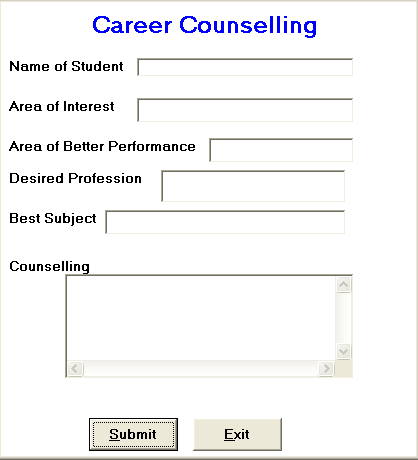 Career Counselling
Name of Student
Area of Interest
Area of Better Performance
Desired Profession
Best Subject
Counselling
Submit Exit